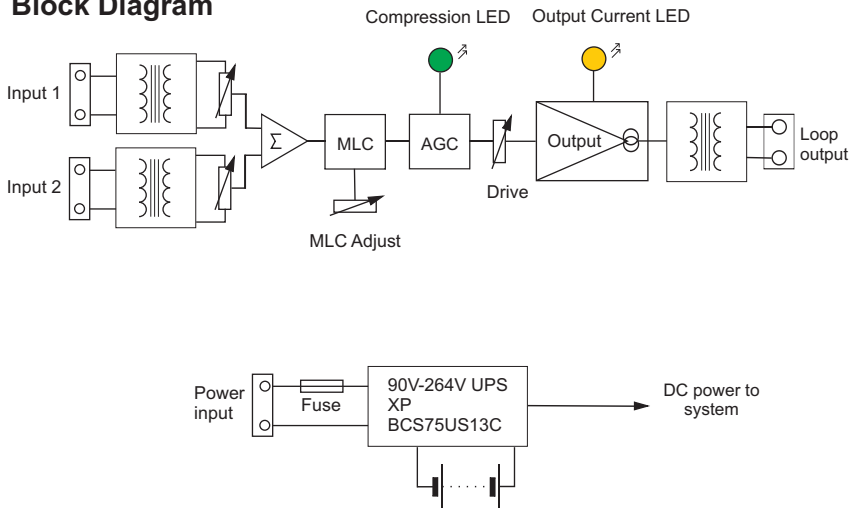 Block Diagram
Compression LED
Output Current LED
Input 1
Input 2
Σ
MLC
AGC
Output
Loop
output
Drive
MLC Adjust
Power
input
Fuse
90V-264V UPS
XP
BCS75US13C
DC power to
system